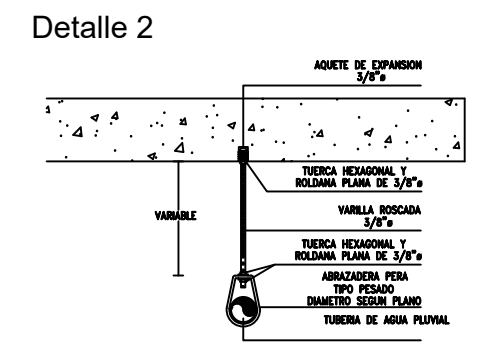 Detalle 2
AQUETE DE EXPANSION
3/8"ø
TUERCA HEXAGONAL Y
ROLDANA PLANA DE 3/8"ø
VARILLA ROSCADA
3/8"ø
VARIABLE
TUERCA HEXAGONAL Y
ROLDANA PLANA DE 3/8"ø
ABRAZADERA PERA
TIPO PESADO
DIAMETRO SEGUN PLANO
TUBERIA DE AGUA PLUVIAL